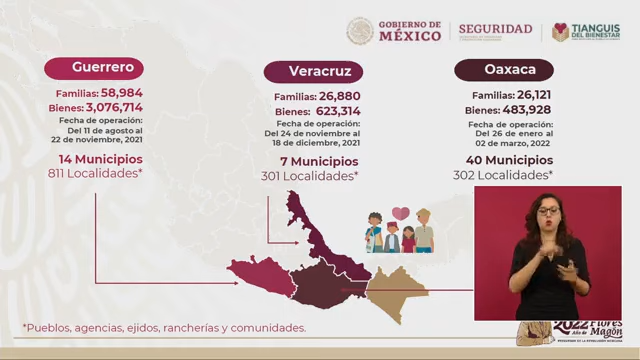 GOBIERNO DE
MÉXICO
SEGURIDAD
TIANGUIS
DEL BIENESTAR
Guerrero
Familias: 58,984
Bienes: 3,076,714
Fecha de operación:
Del 11 de agosto al
22 de noviembre, 2021
14 Municipios
811 Localidades*
Veracruz
Familias: 26,880
Bienes: 623,314
Fecha de operación:
Del 24 de noviembre al
18 de diciembre, 2021
7 Municipios
301 Localidades*
Oaxaca
Familias: 26,121
Bienes: 483,928
Fecha de operación:
Del 26 de enero al
02 de marzo, 2022
40 Municipios
302 Localidades*
*Pueblos, agencias, ejidos, rancherías y comunidades.
2022 Flores
Año de Magón